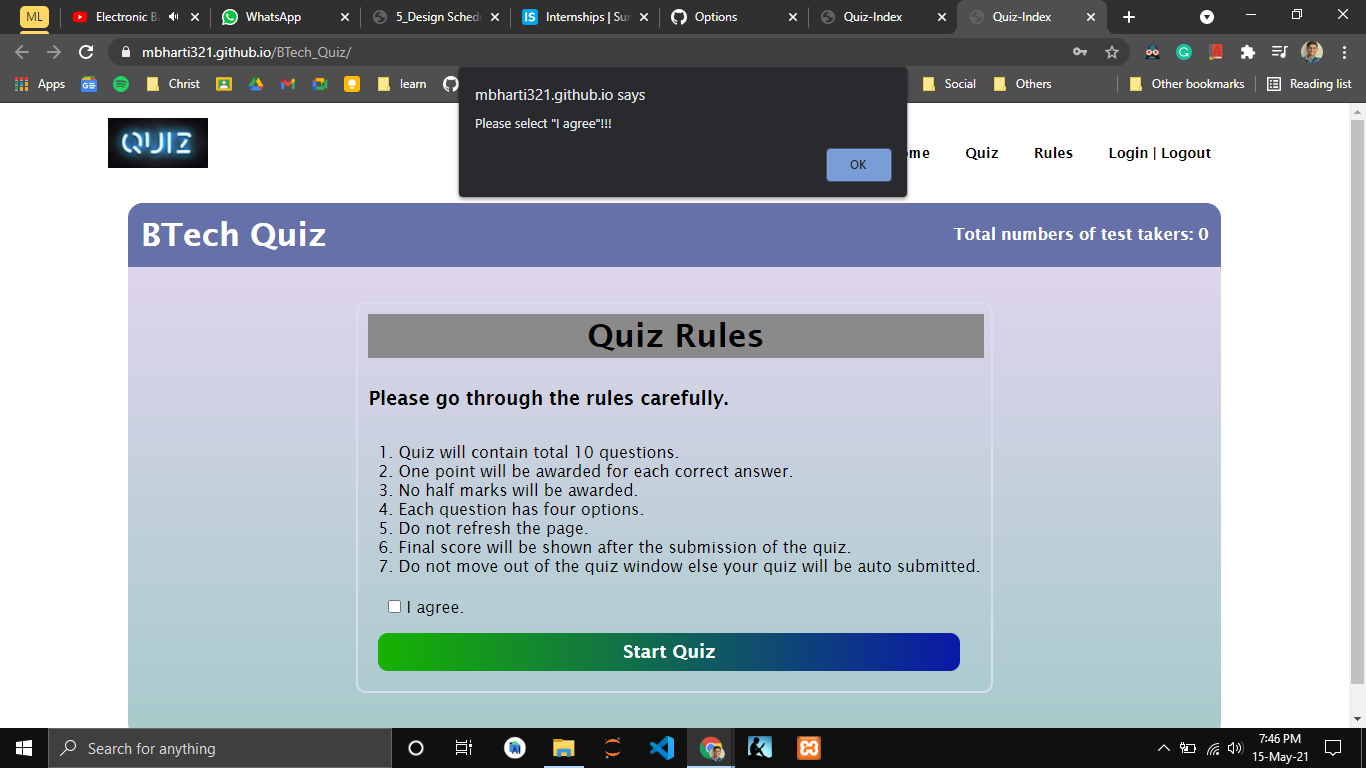 ML
Electronic Ba
WhatsApp
5_Design Sched
Internships | Sur
Options
Quiz-Index
Quiz-Index
mbharti321.github.io/BTech_Quiz/
Apps
Christ
learn
Social
Others
Other bookmarks
Reading list
mbharti321.github.io says
Please select "I agree"!!!
OK
QUIZ
ome Quiz Rules Login | Logout
BTech Quiz
Total numbers of test takers: 0
Quiz Rules
Please go through the rules carefully.
1. Quiz will contain total 10 questions.
2. One point will be awarded for each correct answer.
3. No half marks will be awarded.
4. Each question has four options.
5. Do not refresh the page.
6. Final score will be shown after the submission of the quiz.
7. Do not move out of the quiz window else your quiz will be auto submitted.
I agree.
Start Quiz
Search for anything
7:46 PM
15-May-21